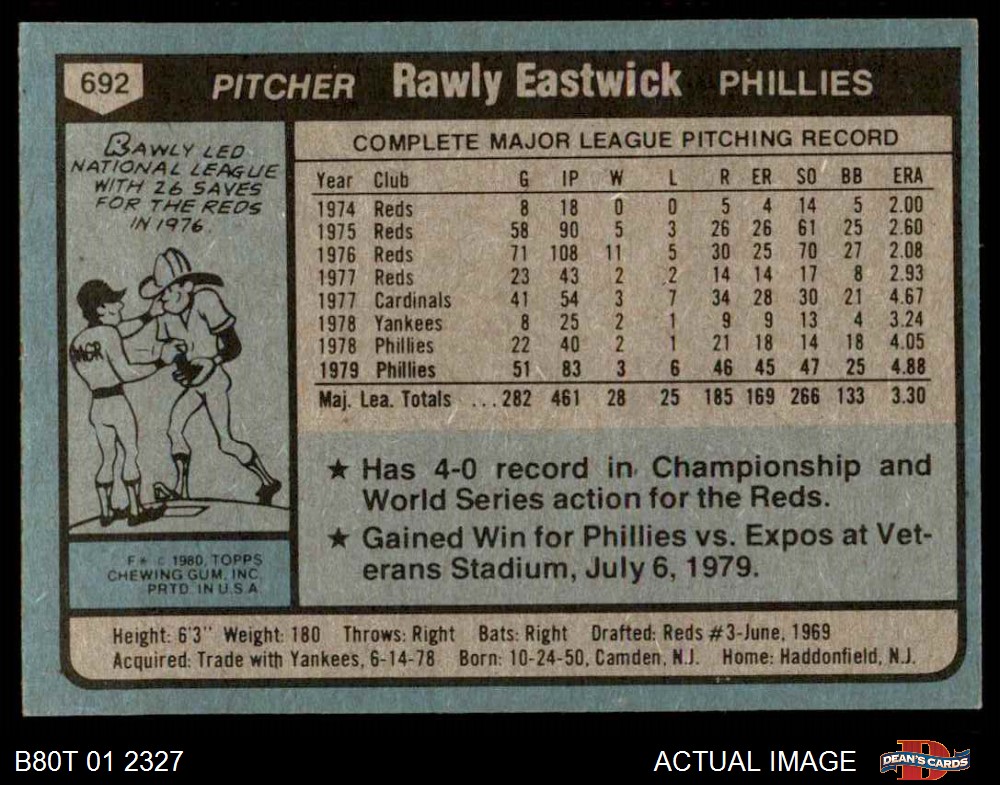 692 PITCHER Rawly Eastwick PHILLIES
RAWLY LED
NATIONAL LEAGUE
WITH 26 SAVES
FOR THE REDS
IN 1976.
MGR
F * © 1980, TOPPS
CHEWING GUM, INC.
PRTD. IN U.S.A.
COMPLETE MAJOR LEAGUE PITCHING RECORD
Year Club G IP W L R ER SO BB ERA
1974 Reds 8 18 0 0 5 4 14 5 2.00
1975 Reds 58 90 5 3 26 26 61 25 2.60
1976 Reds 71 108 11 5 30 25 70 27 2.08
1977 Reds 23 43 2 2 14 14 17 8 2.93
1977 Cardinals 41 54 3 7 34 28 30 21 4.67
1978 Yankees 8 25 2 1 9 9 13 4 3.24
1978 Phillies 22 40 2 1 21 18 14 18 4.05
1979 Phillies 51 83 3 6 46 45 47 25 4.88
Maj. Lea. Totals ...282 461 28 25 185 169 266 133 3.30
★ Has 4-0 record in Championship and
World Series action for the Reds.
★ Gained Win for Phillies vs. Expos at Vet-
erans Stadium, July 6, 1979.
Height: 6'3" Weight: 180 Throws: Right Bats: Right Drafted: Reds #3-June, 1969
Acquired: Trade with Yankees, 6-14-78 Born: 10-24-50, Camden, N.J. Home: Haddonfield, N.J.
B80T 01 2327 ACTUAL IMAGE DEAN'S CARDS